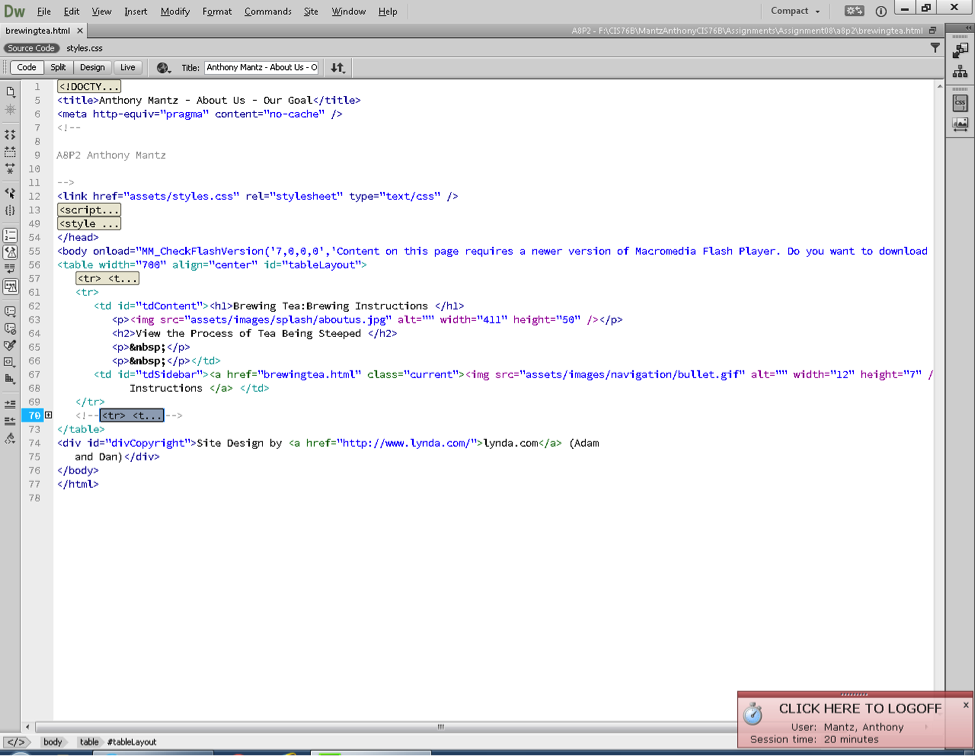 Dw File Edit View Insert Modify Format Commands Site Window Help Compact
brewingtea.html × A8P2 - F:\CIS76B\MantzAnthonyCIS76B\Assignments\Assignment08\a8p2\brewingtea.html
Source Code styles.css
Code Split Design Live Title: Anthony Mantz - About Us - O
1 <!DOCTY...
5 <title>Anthony Mantz - About Us - Our Goal</title>
6 <meta http-equiv="pragma" content="no-cache" />
7 <!--
8
9 A8P2 Anthony Mantz
10
11 -->
12 <link href="assets/styles.css" rel="stylesheet" type="text/css" />
13 <script...
49 <style ...
54 </head>
55 <body onload="MM_CheckFlashVersion('7,0,0,0','Content on this page requires a newer version of Macromedia Flash Player. Do you want to download
56 <table width="700" align="center" id="tableLayout">
57 <tr> <t...
61 <tr>
62 <td id="tdContent"><h1>Brewing Tea:Brewing Instructions </h1>
63 <p><img src="assets/images/splash/aboutus.jpg" alt="" width="411" height="50" /></p>
64 <h2>View the Process of Tea Being Steeped </h2>
65 <p>&nbsp;</p>
66 <p>&nbsp;</p></td>
67 <td id="tdSidebar"><a href="brewingtea.html" class="current"><img src="assets/images/navigation/bullet.gif" alt="" width="12" height="7" /
68 Instructions </a> </td>
69 </tr>
70 <!--<tr> <t...-->
73 </table>
74 <div id="divCopyright">Site Design by <a href="http://www.lynda.com/">lynda.com</a> (Adam
75 and Dan)</div>
76 </body>
77 </html>
78
CLICK HERE TO LOGOFF x
User: Mantz, Anthony
Session time: 20 minutes
</> body table #tableLayout